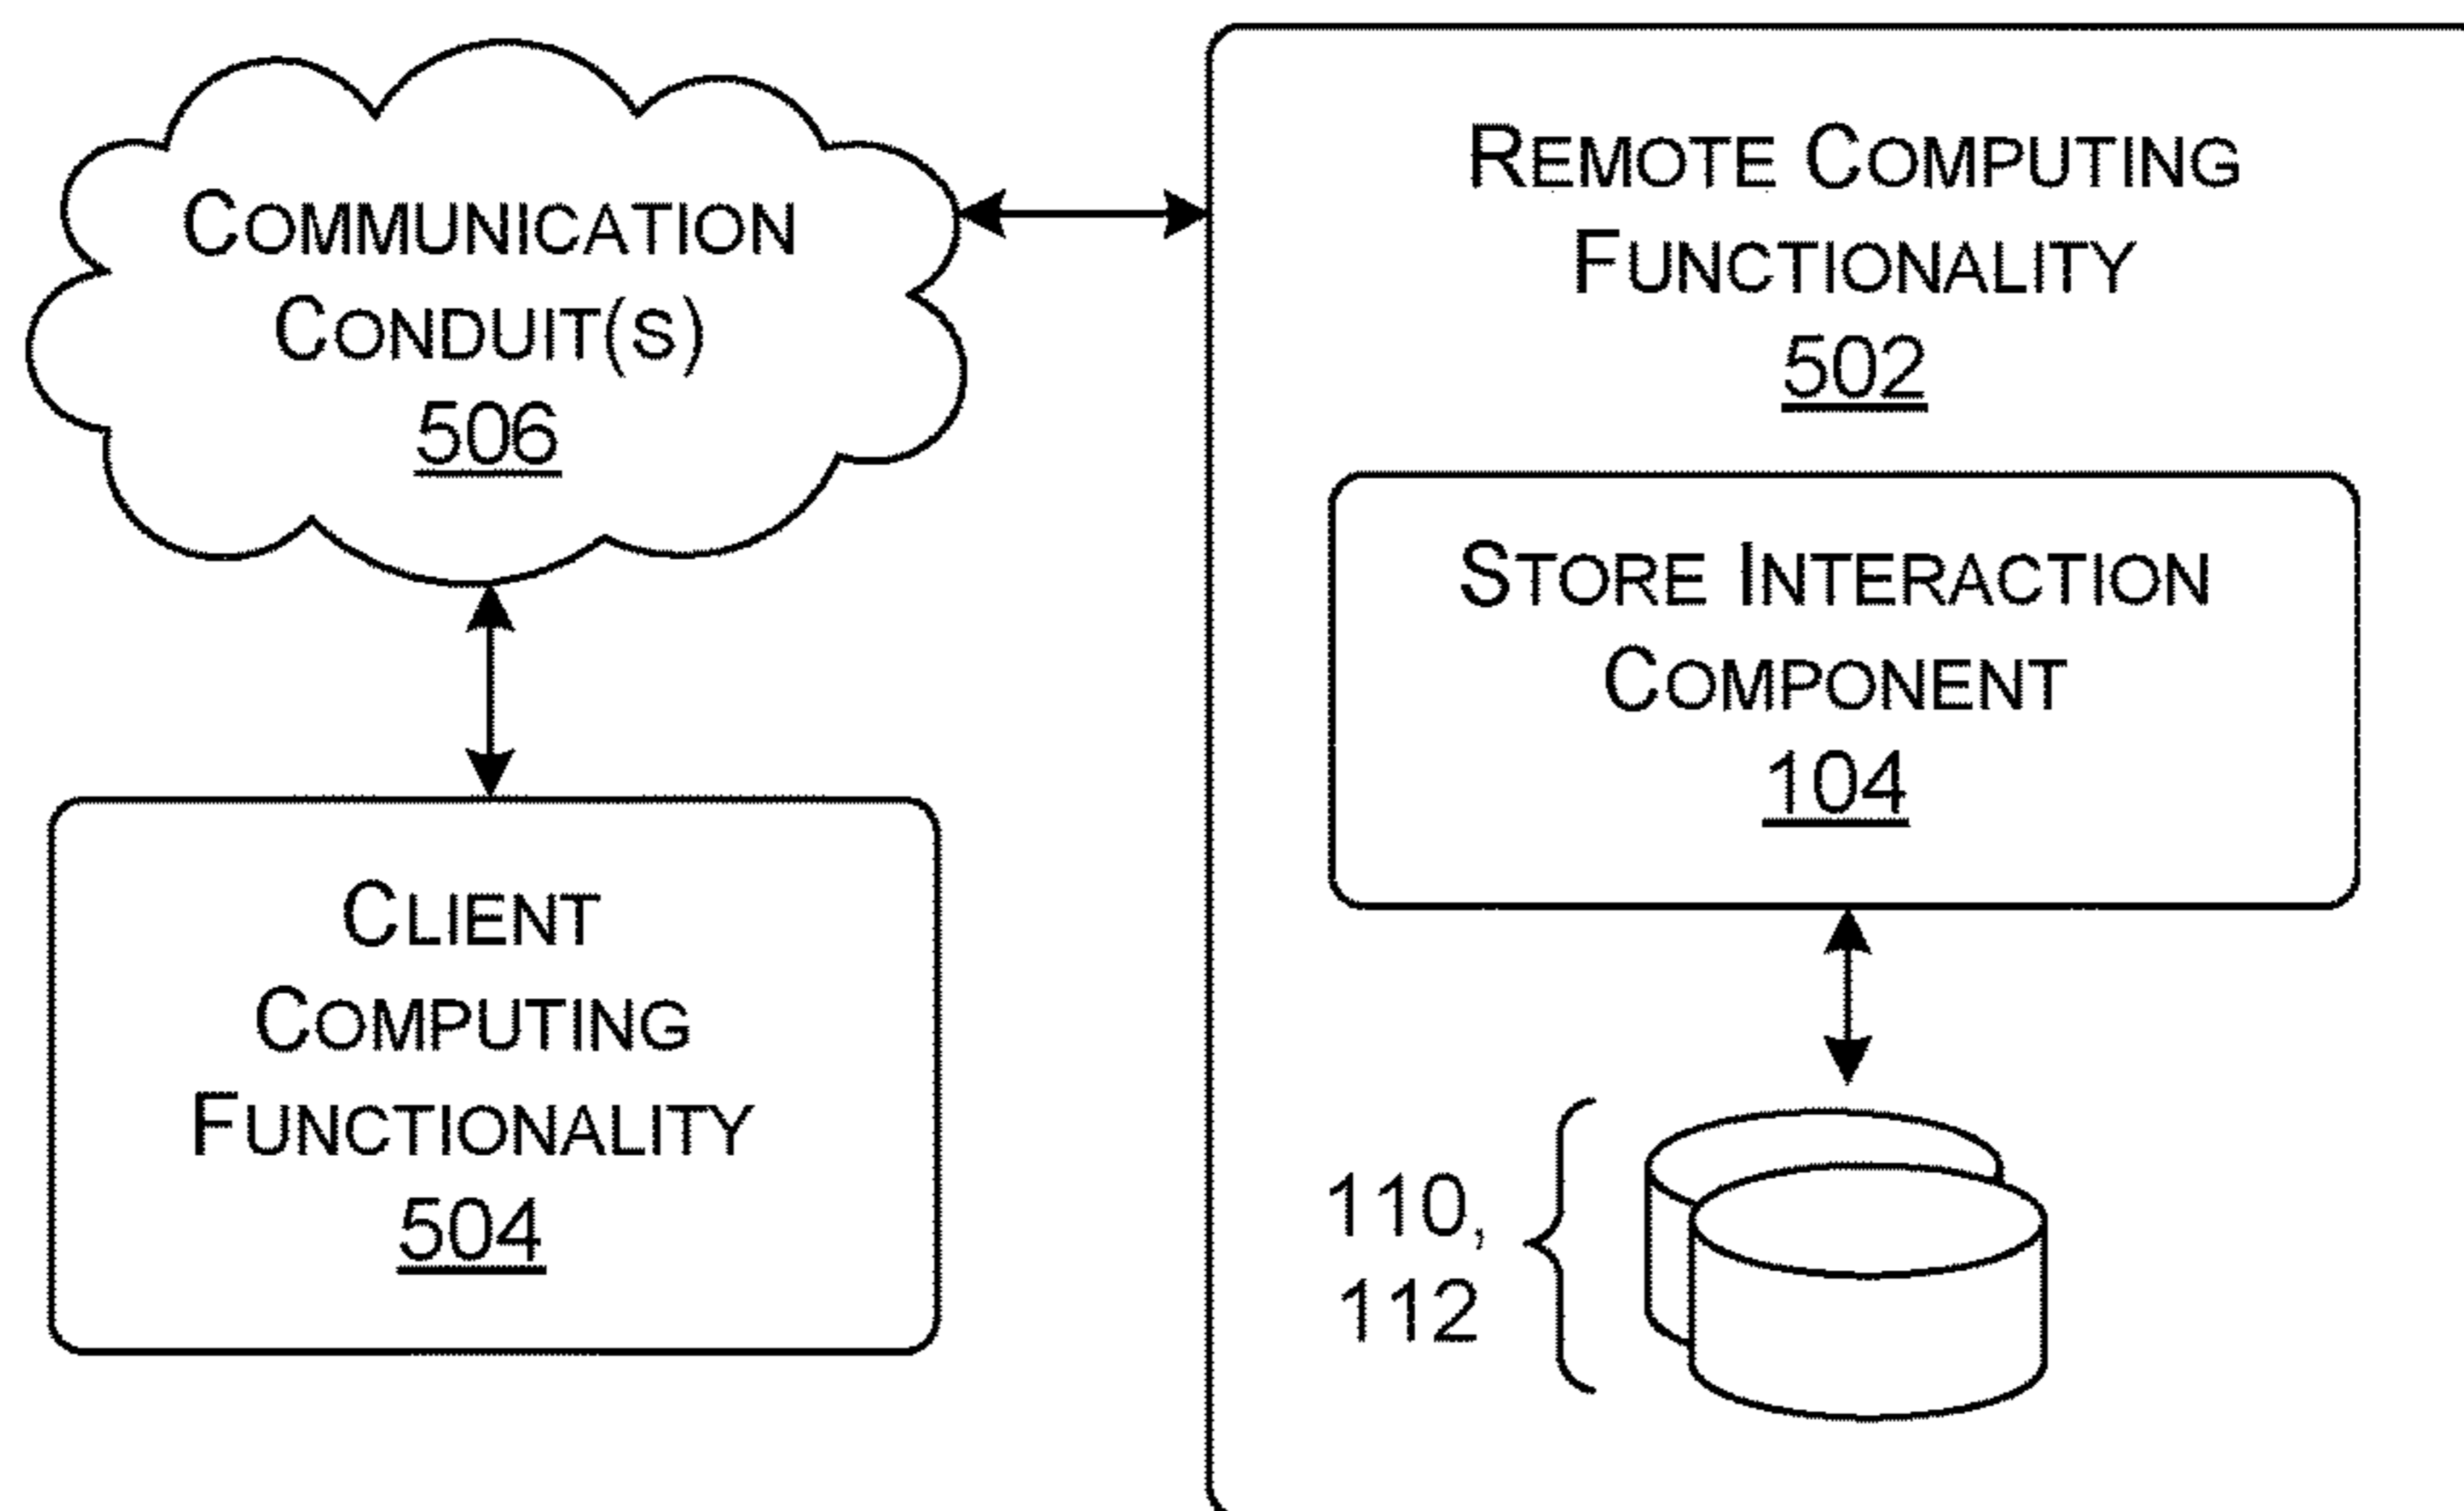 COMMUNICATION
CONDUIT(S)
506
REMOTE COMPUTING
FUNCTIONALITY
502
STORE INTERACTION
COMPONENT
104
CLIENT
COMPUTING
FUNCTIONALITY
504
110,
112